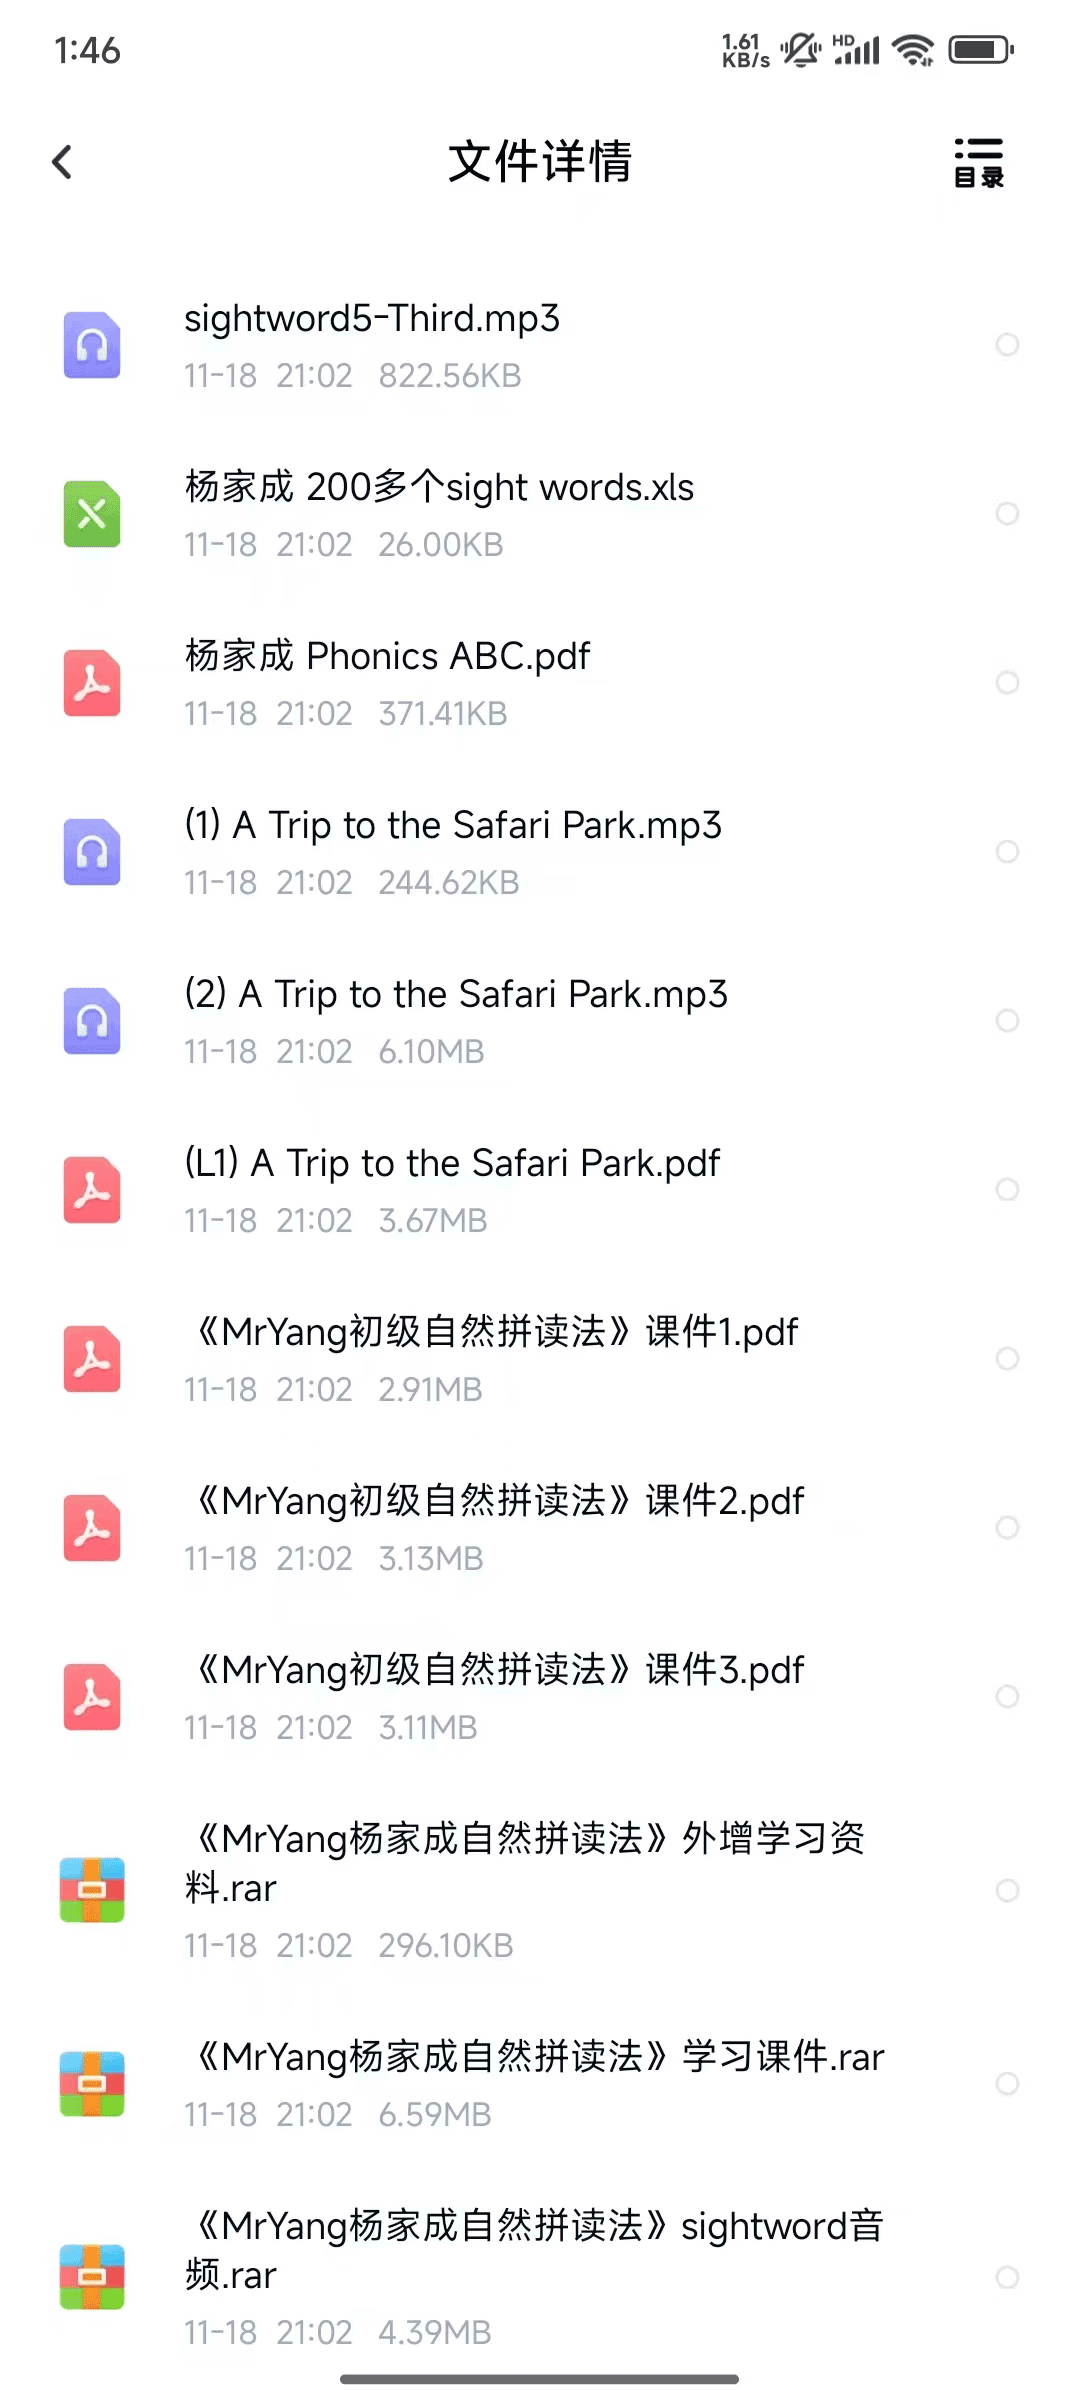 1:46
1.61
KB/s
HD
文件详情
目录
sightword5-Third.mp3
11-18 21:02 822.56KB
杨家成 200多个sight words.xls
11-18 21:02 26.00KB
杨家成 Phonics ABC.pdf
11-18 21:02 371.41KB
(1) A Trip to the Safari Park.mp3
11-18 21:02 244.62KB
(2) A Trip to the Safari Park.mp3
11-18 21:02 6.10MB
(L1) A Trip to the Safari Park.pdf
11-18 21:02 3.67MB
《MrYang初级自然拼读法》课件1.pdf
11-18 21:02 2.91MB
《MrYang初级自然拼读法》课件2.pdf
11-18 21:02 3.13MB
《MrYang初级自然拼读法》课件3.pdf
11-18 21:02 3.11MB
《MrYang杨家成自然拼读法》外增学习资
料.rar
11-18 21:02 296.10KB
《MrYang杨家成自然拼读法》学习课件.rar
11-18 21:02 6.59MB
《MrYang杨家成自然拼读法》sightword音
频.rar
11-18 21:02 4.39MB